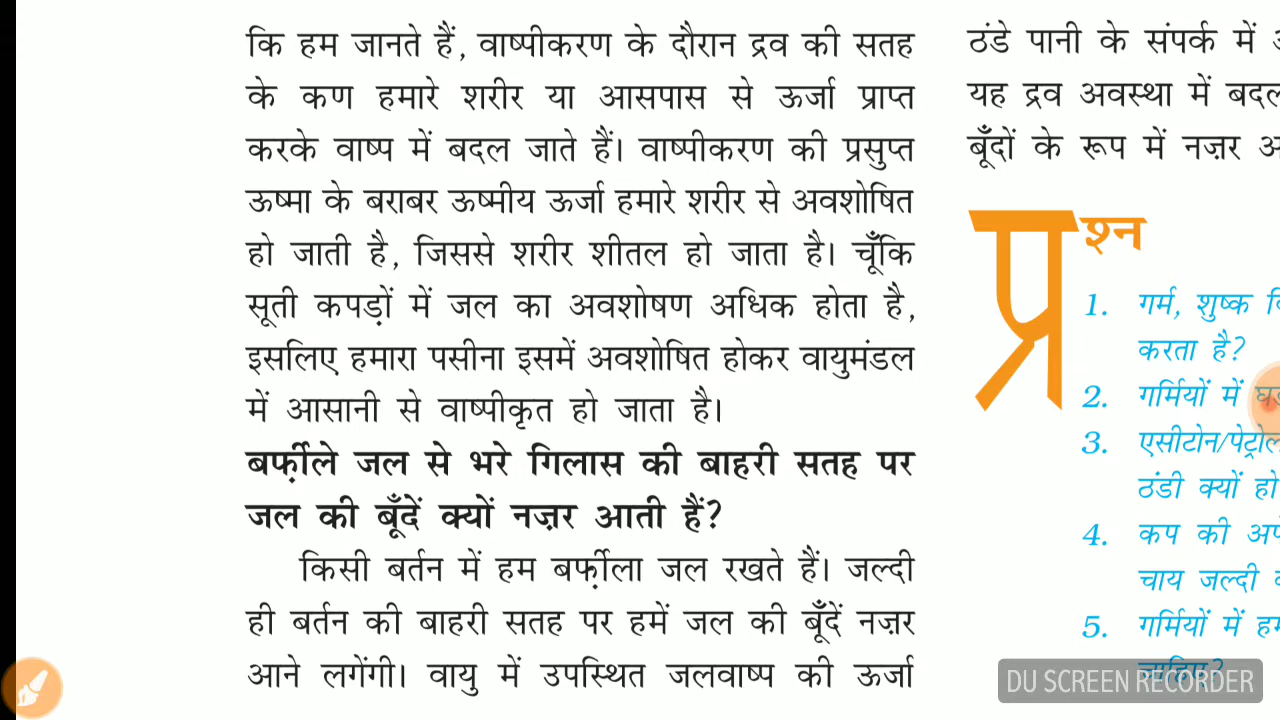 कि हम जानते हैं, वाष्पीकरण के दौरान द्रव की सतह
के कण हमारे शरीर या आसपास से ऊर्जा प्राप्त
करके वाष्प में बदल जाते हैं। वाष्पीकरण की प्रसुप्त
ऊष्मा के बराबर ऊष्मीय ऊर्जा हमारे शरीर से अवशोषित
हो जाती है, जिससे शरीर शीतल हो जाता है। चूँकि
सूती कपड़ों में जल का अवशोषण अधिक होता है,
इसलिए हमारा पसीना इसमें अवशोषित होकर वायुमंडल
में आसानी से वाष्पीकृत हो जाता है।
बर्फ़ीले जल से भरे गिलास की बाहरी सतह पर
जल की बूँदें क्यों नज़र आती हैं?
किसी बर्तन में हम बर्फ़ीला जल रखते हैं। जल्दी
ही बर्तन की बाहरी सतह पर हमें जल की बूँदें नज़र
आने लगेंगी। वायु में उपस्थित जलवाष्प की ऊर्जा
ठंडे पानी के संपर्क में
यह द्रव अवस्था में
बूँदों के रूप में नज़र
प्रश्न
1. गर्म, शुष्क
करता है?
2. गर्मियों में
3. एसीटोन/पेट्रोल
ठंडी क्यों
4. कप की
चाय जल्दी
5. गर्मियों में
चाहिए?
DU SCREEN RECORDER